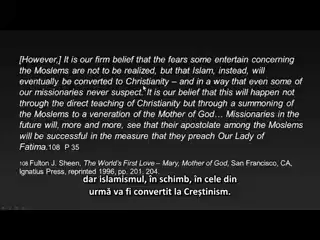 [However,] It is our firm belief that the fears some entertain concerning
the Moslems are not to be realized, but that Islam, instead, will
eventually be converted to Christianity – and in a way that even some of
our missionaries never suspect. It is our belief that this will happen not
through the direct teaching of Christianity but through a summoning of
the Moslems to a veneration of the Mother of God… Missionaries in the
future will, more and more, see that their apostolate among the Moslems
will be successful in the measure that they preach Our Lady of
Fatima.108 P 35
108 Fulton J. Sheen, The World's First Love – Mary, Mother of God, San Francisco, CA,
Ignatius Press, reprinted 1996, pp. 201, 204.
dar islamismul, în schimb, în cele din
urmă va fi convertit la Creștinism.